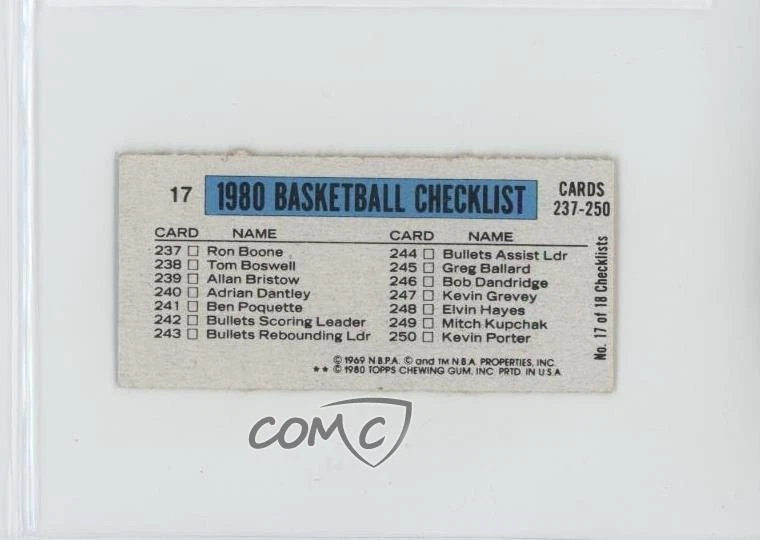 17
1980 BASKETBALL CHECKLIST
CARDS
237-250
CARD NAME
237 Ron Boone
238 Tom Boswell
239 Allan Bristow
240 Adrian Dantley
241 Ben Poquette
242 Bullets Scoring Leader
243 Bullets Rebounding Ldr
CARD NAME
244 Bullets Assist Ldr
245 Greg Ballard
246 Bob Dandridge
247 Kevin Grevey
248 Elvin Hayes
249 Mitch Kupchak
250 Kevin Porter
No. 17 of 18 Checklists
© 1969 N.B.P.A. © and TM N.B.A. PROPERTIES, INC.
** © 1980 TOPPS CHEWING GUM, INC. PRTD. IN U.S.A.
COMC